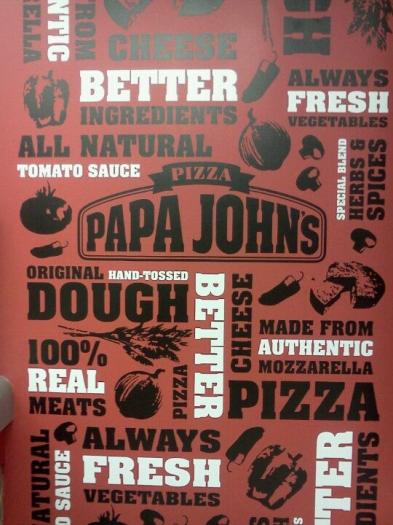 RELLA
NTIC
FROM
CHEESE
SH
BETTER
INGREDIENTS
ALWAYS
FRESH
VEGETABLES
ALL NATURAL
TOMATO SAUCE
SPECIAL BLEND
HERBS &
SPICES
PIZZA
PAPA JOHN'S
ORIGINAL HAND-TOSSED
DOUGH
BETTER
CHEESE
PIZZA
100%
REAL
MEATS
MADE FROM
AUTHENTIC
MOZZARELLA
PIZZA
ATURAL
O SAUCE
ALWAYS
FRESH
VEGETABLES
TER
DIENTS